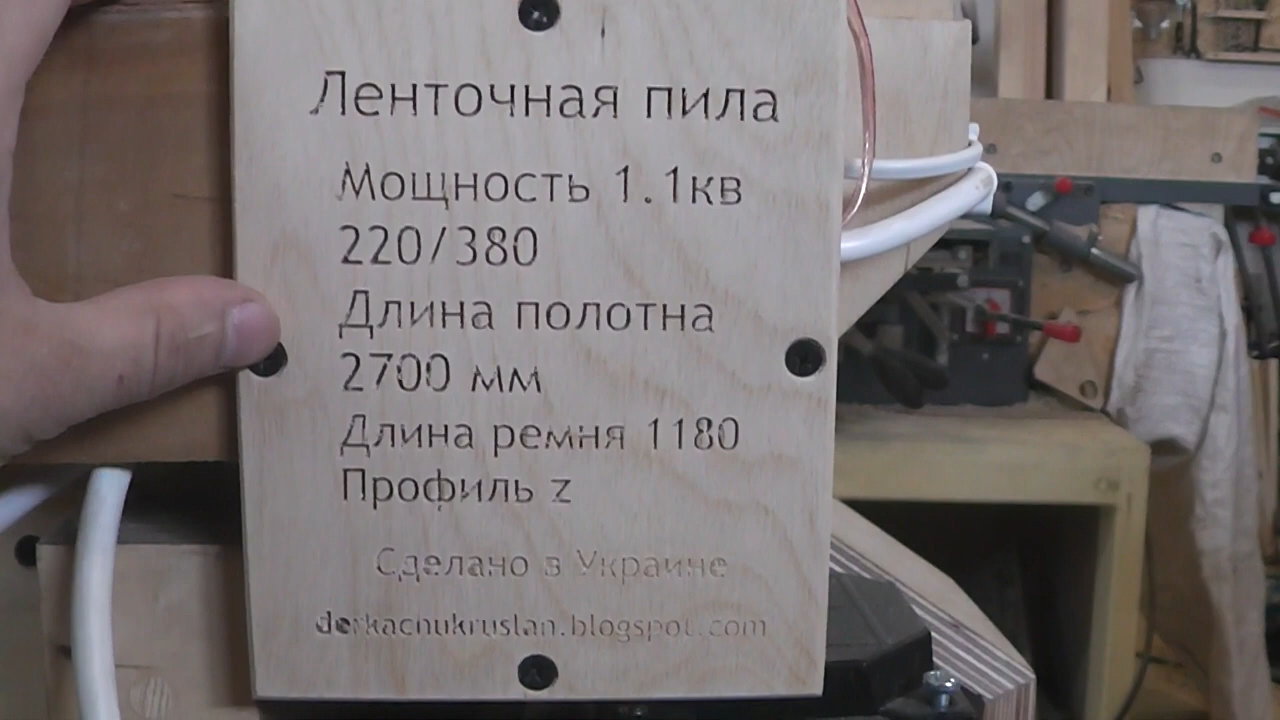 Ленточная пила
Мощность 1.1кв
220/380
Длина полотна
2700 мм
Длина ремня 1180
Профиль z
Сделано в Украине
derkachukruslan.blogspot.com